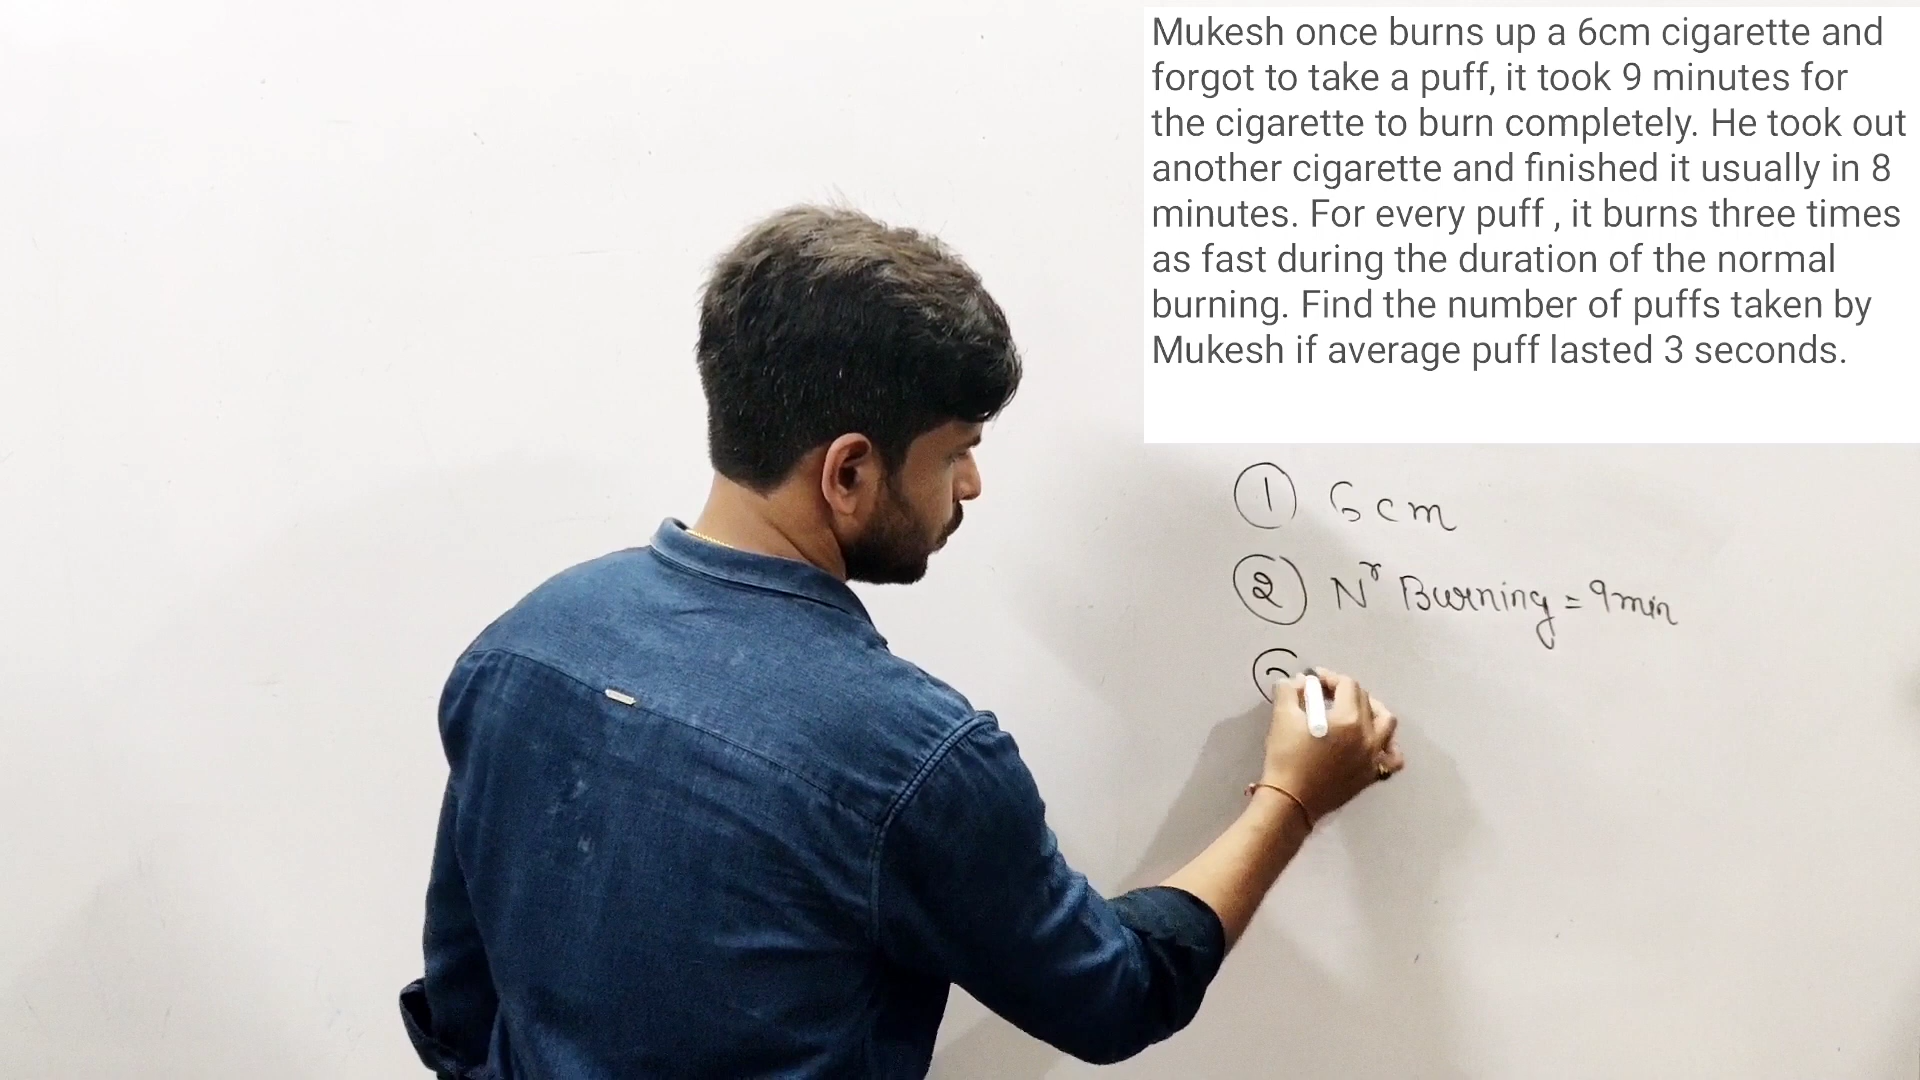 Mukesh once burns up a 6cm cigarette and
forgot to take a puff, it took 9 minutes for
the cigarette to burn completely. He took out
another cigarette and finished it usually in 8
minutes. For every puff , it burns three times
as fast during the duration of the normal
burning. Find the number of puffs taken by
Mukesh if average puff lasted 3 seconds.
1 6cm
2 Nr Burning = 9min